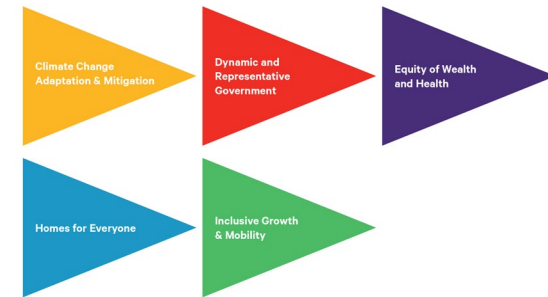 Climate Change
Adaptation & Mitigation
Dynamic and
Representative
Government
Equity of Wealth
and Health
Homes for Everyone
Inclusive Growth
& Mobility